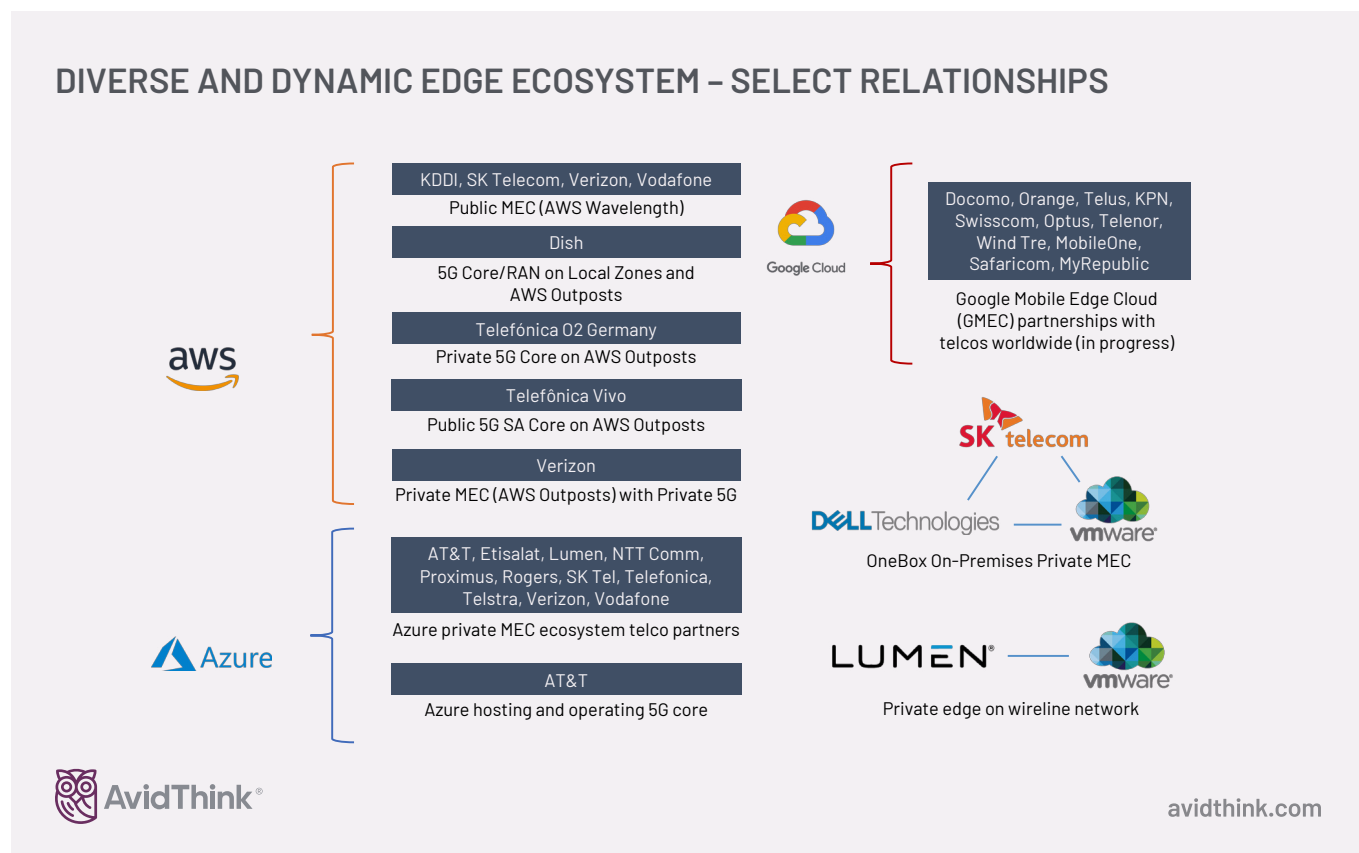 DIVERSE AND DYNAMIC EDGE ECOSYSTEM – SELECT RELATIONSHIPS
aws
KDDI, SK Telecom, Verizon, Vodafone
Public MEC (AWS Wavelength)
Dish
5G Core/RAN on Local Zones and
AWS Outposts
Telefónica O2 Germany
Private 5G Core on AWS Outposts
Telefônica Vivo
Public 5G SA Core on AWS Outposts
Verizon
Private MEC (AWS Outposts) with Private 5G
Azure
AT&T, Etisalat, Lumen, NTT Comm,
Proximus, Rogers, SK Tel, Telefonica,
Telstra, Verizon, Vodafone
Azure private MEC ecosystem telco partners
AT&T
Azure hosting and operating 5G core
Google Cloud
Docomo, Orange, Telus, KPN,
Swisscom, Optus, Telenor,
Wind Tre, MobileOne,
Safaricom, MyRepublic
Google Mobile Edge Cloud
(GMEC) partnerships with
telcos worldwide (in progress)
SK telecom
DELL Technologies
vmware®
OneBox On-Premises Private MEC
LUMEN®
vmware®
Private edge on wireline network
AvidThink®
avidthink.com